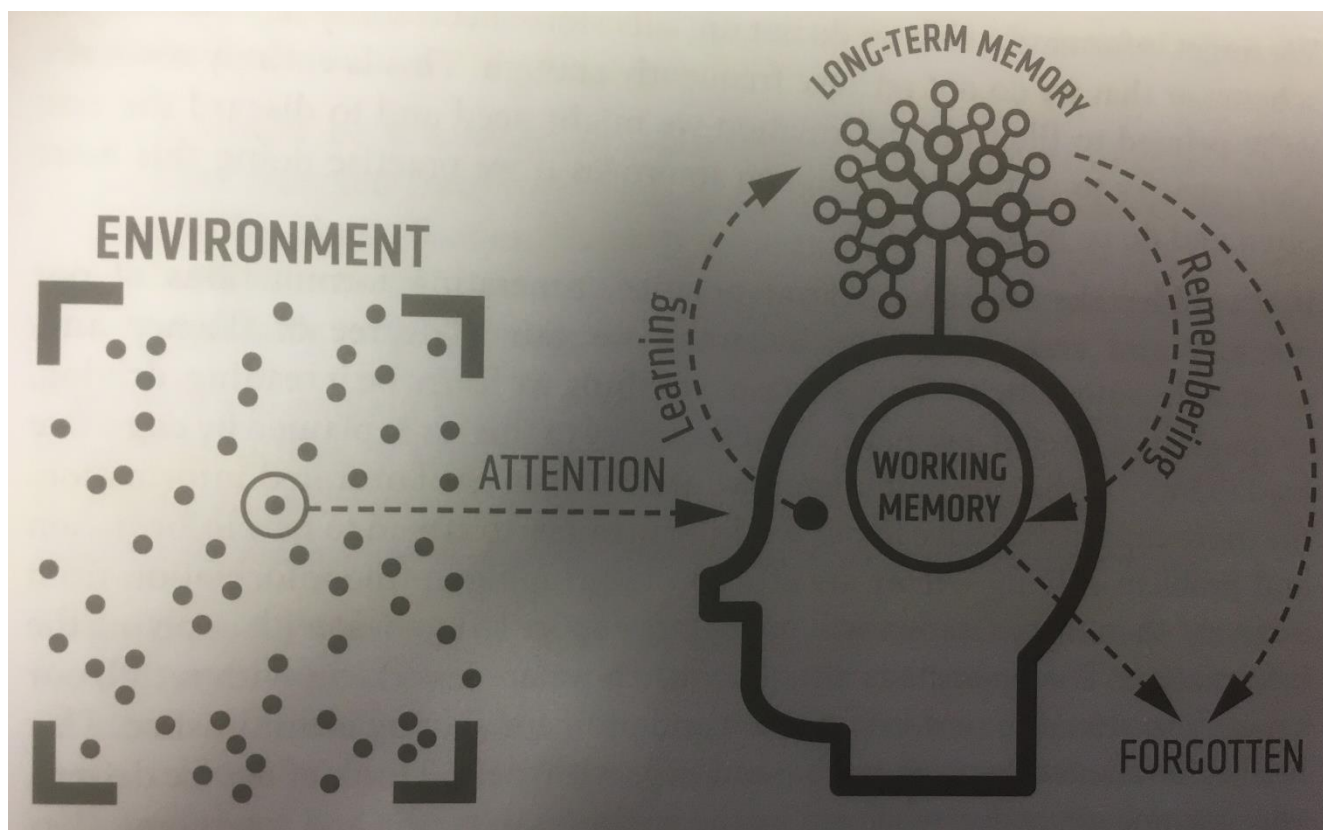 LONG-TERM MEMORY
ENVIRONMENT
Learning
Remembering
ATTENTION
WORKING
MEMORY
FORGOTTEN